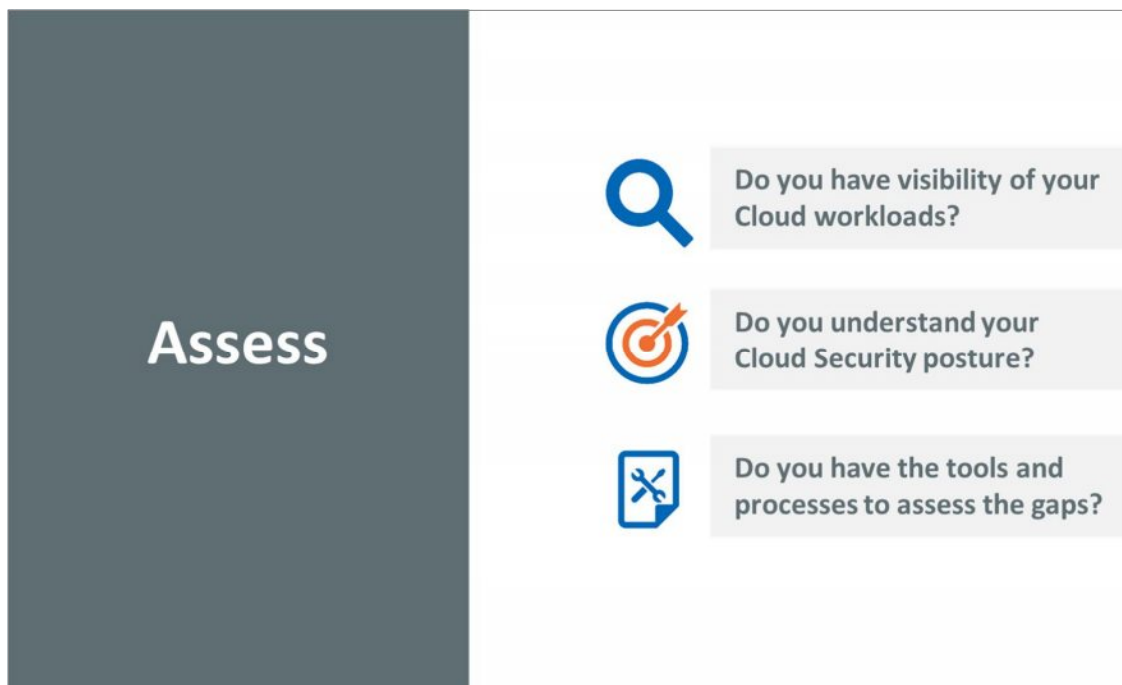 Assess
Do you have visibility of your
Cloud workloads?
Do you understand your
Cloud Security posture?
Do you have the tools and
processes to assess the gaps?